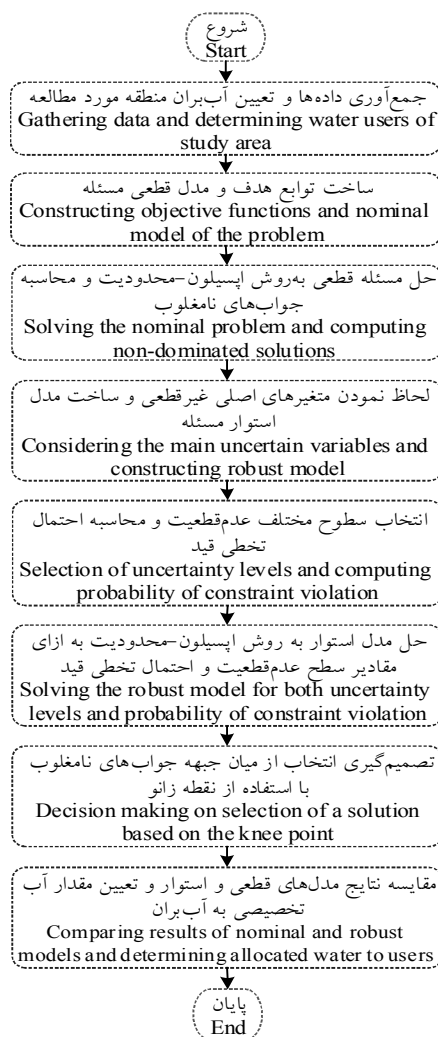 شروع
Start
جمع‌آوری داده‌ها و تعیین آب‌بران منطقه مورد مطالعه
Gathering data and determining water users of
study area
ساخت توابع هدف و مدل قطعی مسئله
Constructing objective functions and nominal
model of the problem
حل مسئله قطعی به‌روش اپسیلون-محدودیت و محاسبه
جواب‌های نامغلوب
Solving the nominal problem and computing
non-dominated solutions
لحاظ نمودن متغیرهای اصلی غیرقطعی و ساخت مدل
استوار مسئله
Considering the main uncertain variables and
constructing robust model
انتخاب سطوح مختلف عدم‌قطعیت و محاسبه احتمال
تخطی قید
Selection of uncertainty levels and computing
probability of constraint violation
حل مدل استوار به روش اپسیلون-محدودیت به ازای
مقادیر سطح عدم‌قطعیت و احتمال تخطی قید
Solving the robust model for both uncertainty
levels and probability of constraint violation
تصمیم‌گیری انتخاب از میان جبهه جواب‌های نامغلوب
با استفاده از نقطه زانو
Decision making on selection of a solution
based on the knee point
مقایسه نتایج مدل‌های قطعی و استوار و تعیین مقدار آب
تخصیصی به آب‌بران
Comparing results of nominal and robust
models and determining allocated water to users
پایان
End